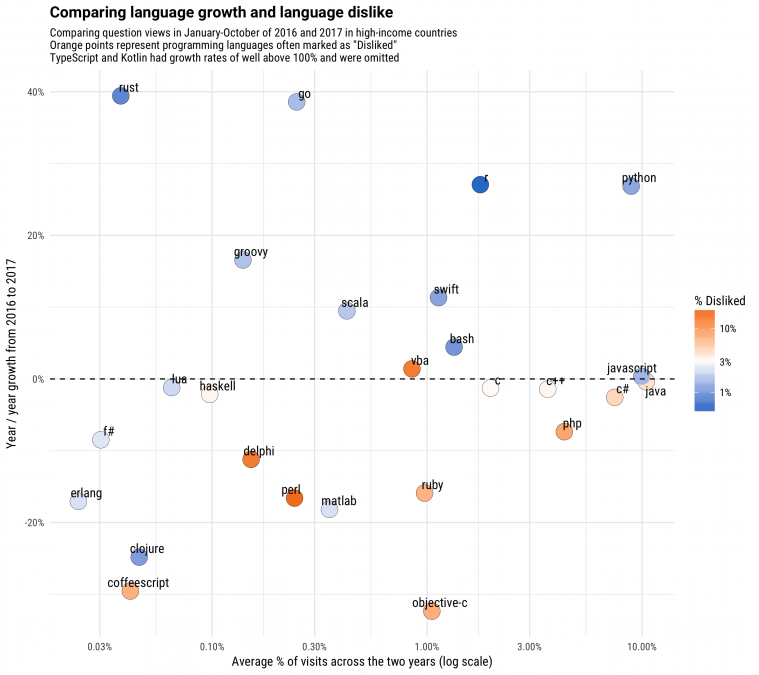 Comparing language growth and language dislike
Comparing question views in January-October of 2016 and 2017 in high-income countries
Orange points represent programming languages often marked as "Disliked"
TypeScript and Kotlin had growth rates of well above 100% and were omitted
40%
rust
go
r
python
20%
groovy
swift
scala
% Disliked
10%
3%
1%
bash
vba
javascript
0%
lua
haskell
c
c++
c#
java
Year / year growth from 2016 to 2017
f#
php
delphi
erlang
perl
matlab
ruby
-20%
clojure
coffeescript
objective-c
0.03%
0.10%
0.30%
1.00%
3.00%
10.00%
Average % of visits across the two years (log scale)